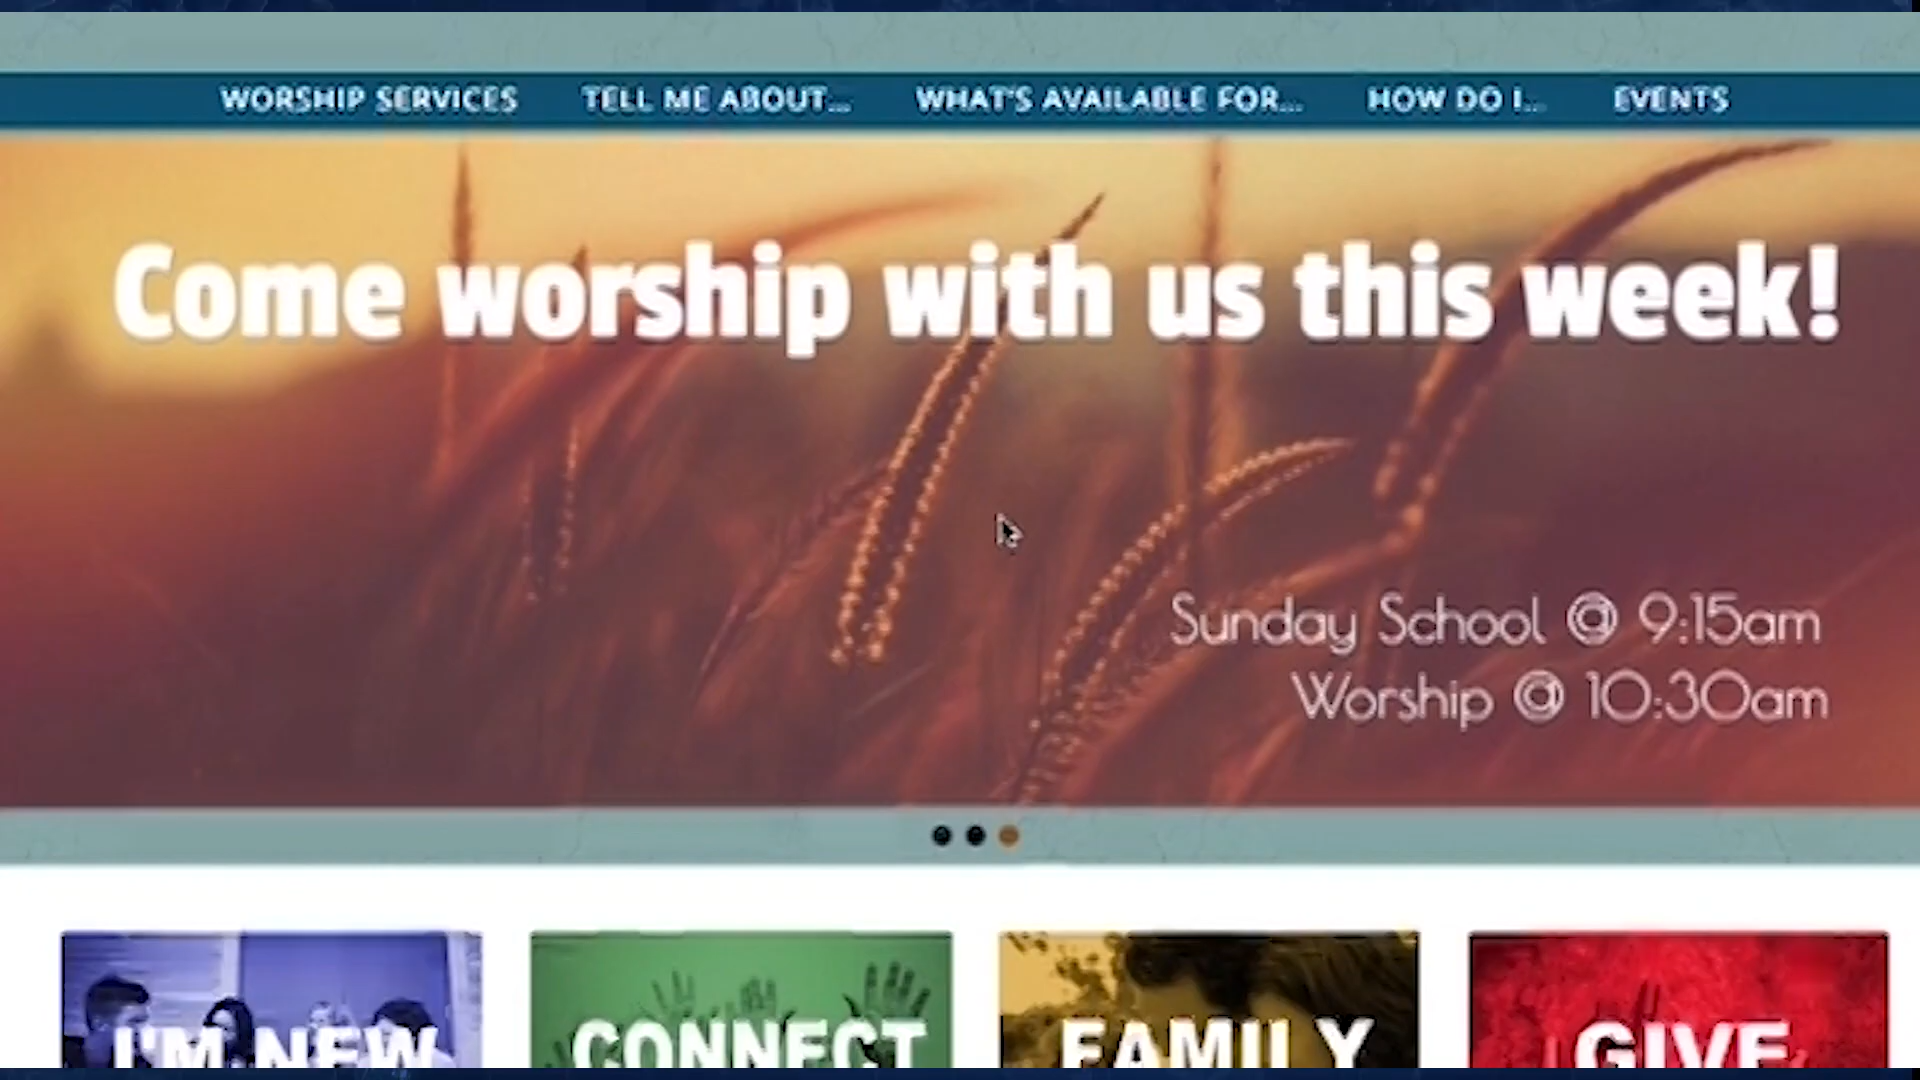 WORSHIP SERVICES TELL ME ABOUT... WHAT'S AVAILABLE FOR... HOW DO I... EVENTS
Come worship with us this week!
Sunday School @ 9:15am
Worship @ 10:30am
I'M NEW CONNECT FAMILY GIVE